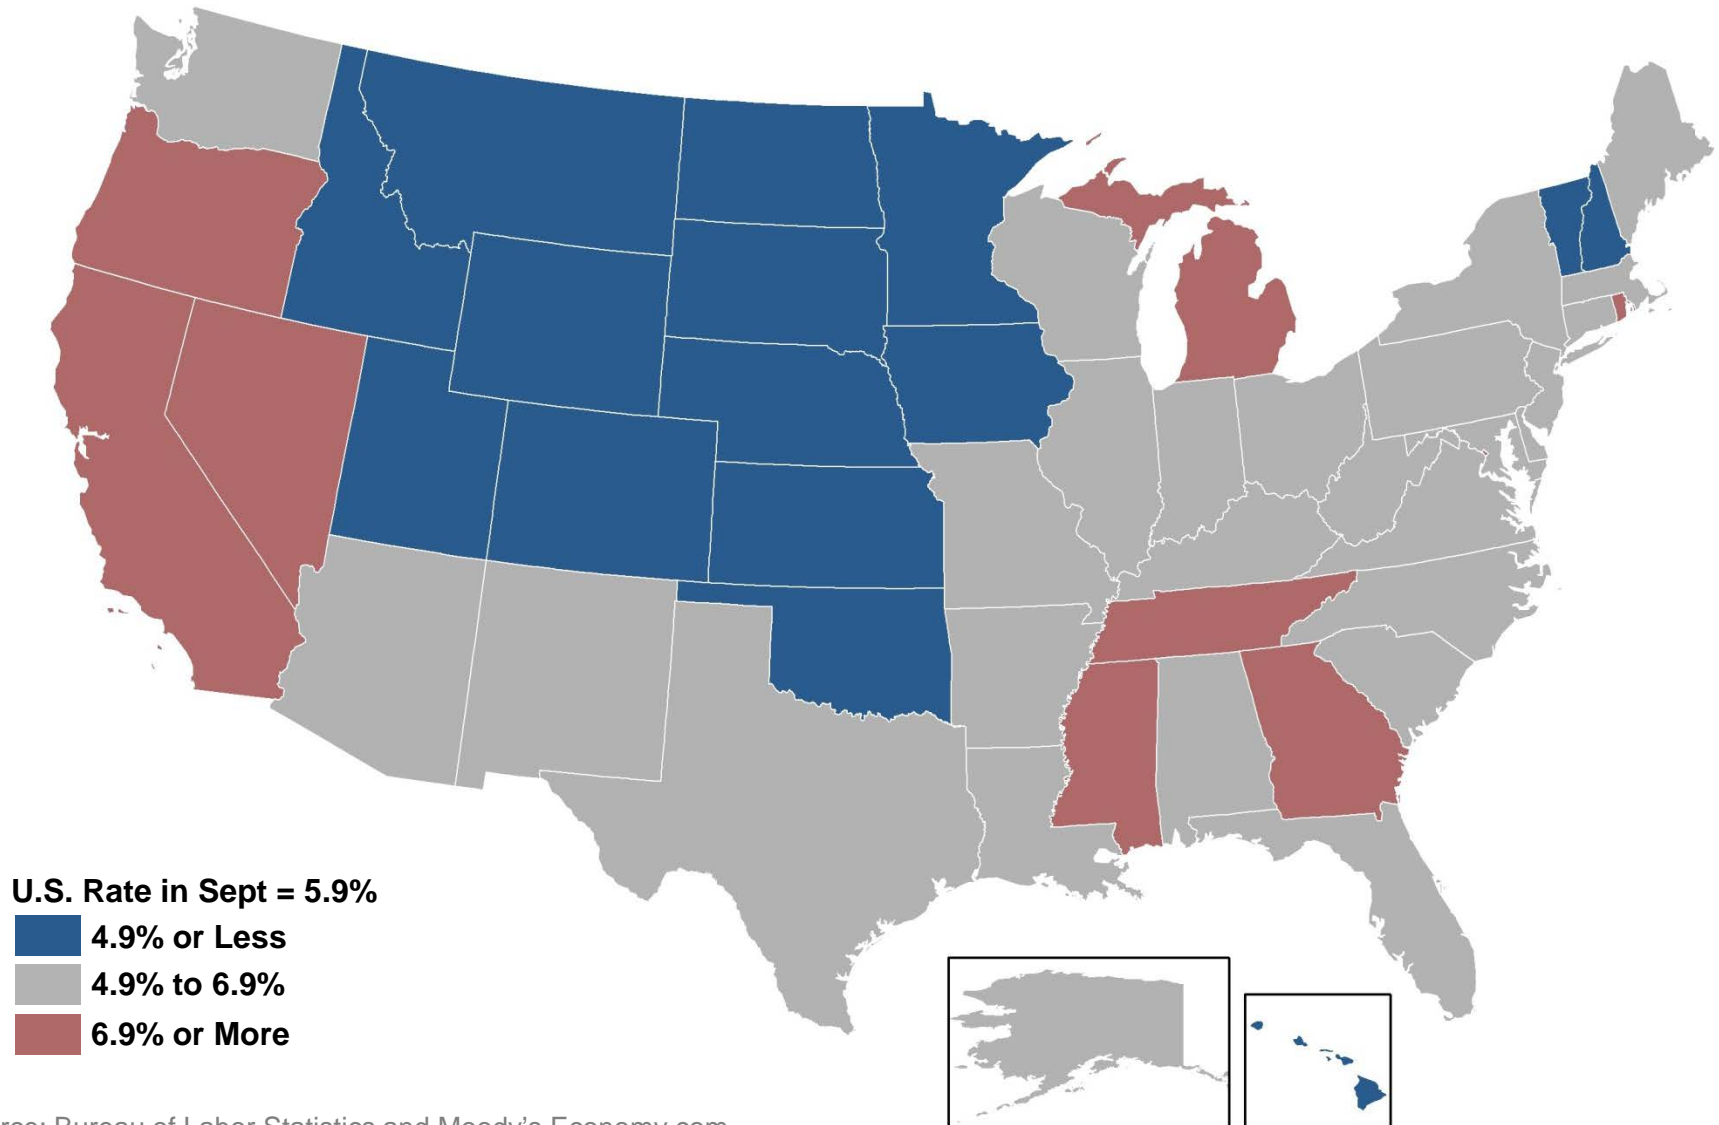 U.S. Rate in Sept = 5.9%
4.9% or Less
4.9% to 6.9%
6.9% or More
Bureau of Labor Statistics and Moody's Economy.com